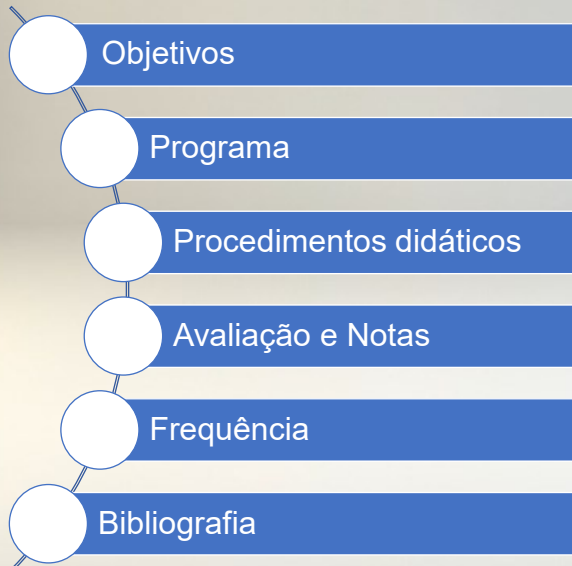 Objetivos
Programa
Procedimentos didáticos
Avaliação e Notas
Frequência
Bibliografia